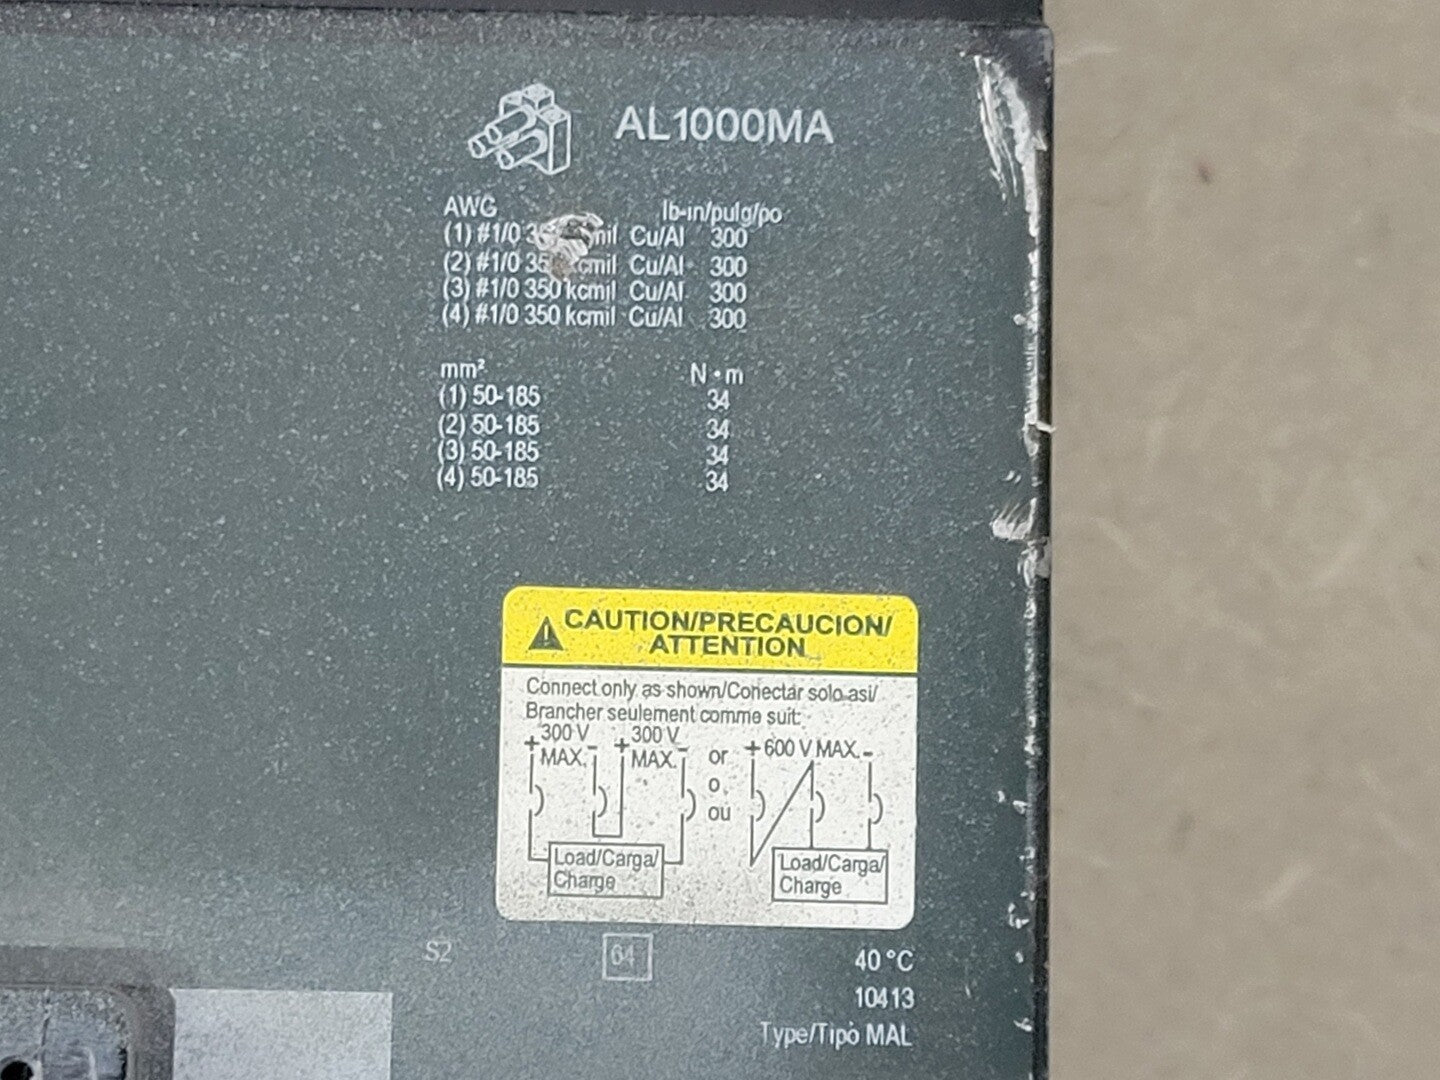 AL1000MA
AWG lb-in/pulg/po
(1) #1/0 kcmil Cu/Al 300
(2) #1/0 350 kcmil Cu/Al 300
(3) #1/0 350 kcmil Cu/Al 300
(4) #1/0 350 kcmil Cu/Al 300
mm² N•m
(1) 50-185 34
(2) 50-185 34
(3) 50-185 34
(4) 50-185 34
CAUTION/PRECAUCION/
ATTENTION
Connect only as shown/Conectar solo asi/
Brancher seulement comme suit:
+ 300 V MAX. - + 300 V MAX. - or + 600 V MAX. -
o
ou
Load/Carga/
Charge
Load/Carga/
Charge
S2 64 40 °C
10413
Type/Tipo MAL